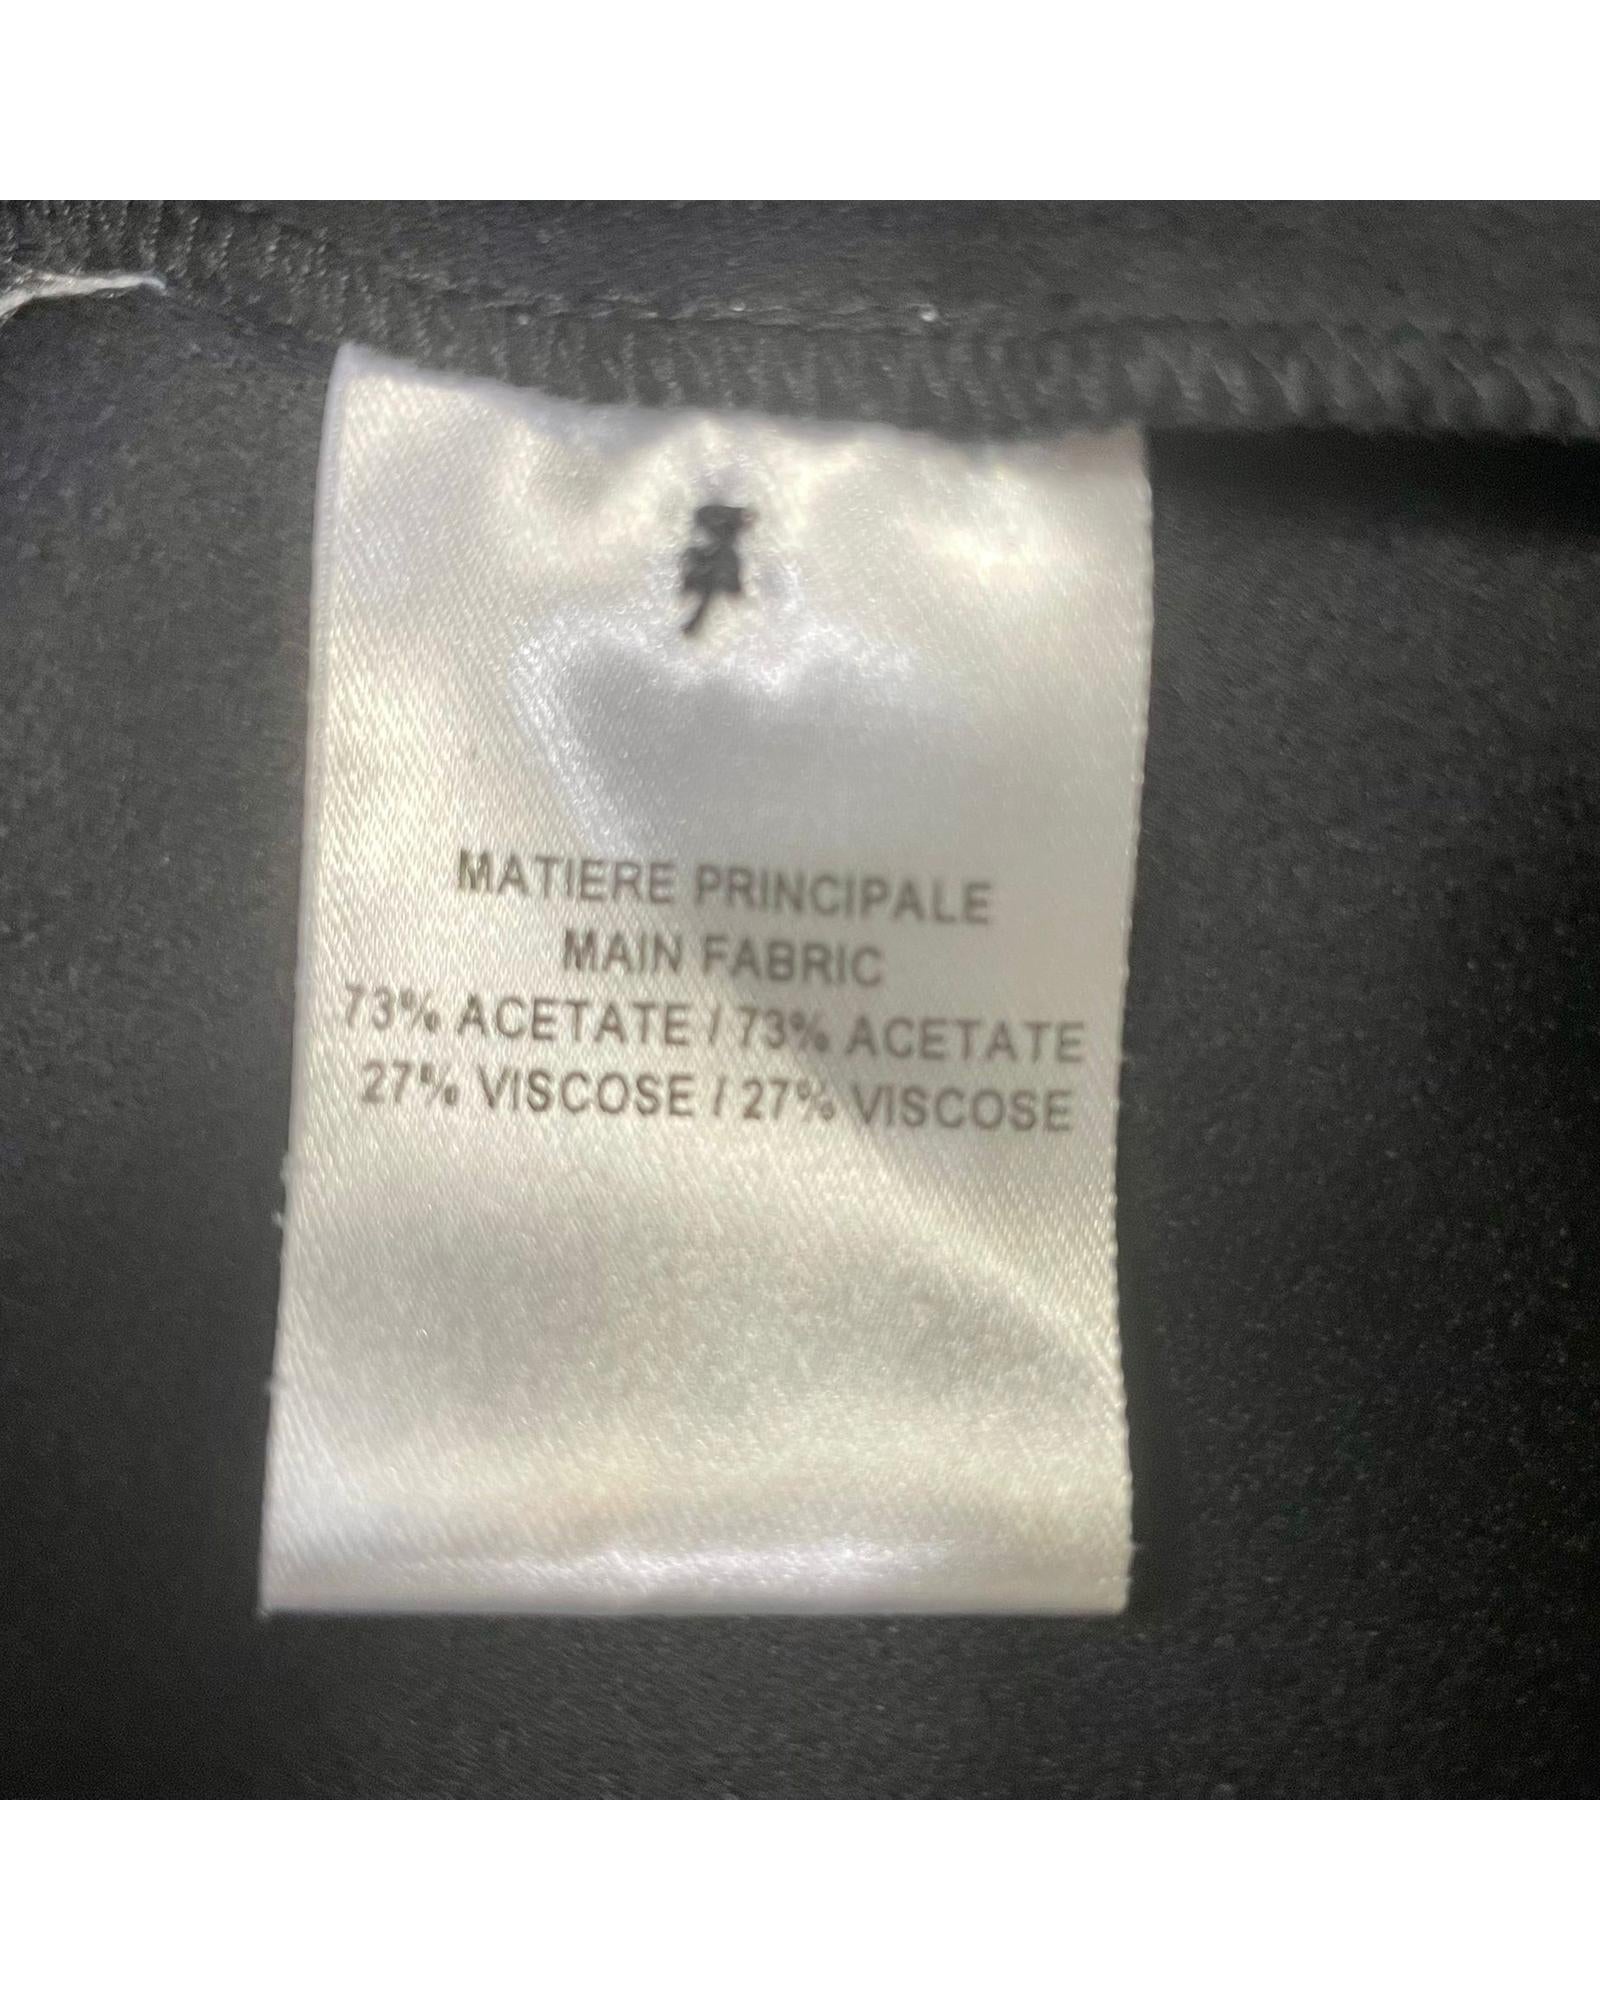 MATIERE PRINCIPALE
MAIN FABRIC
73% ACETATE / 73% ACETATE
27% VISCOSE / 27% VISCOSE